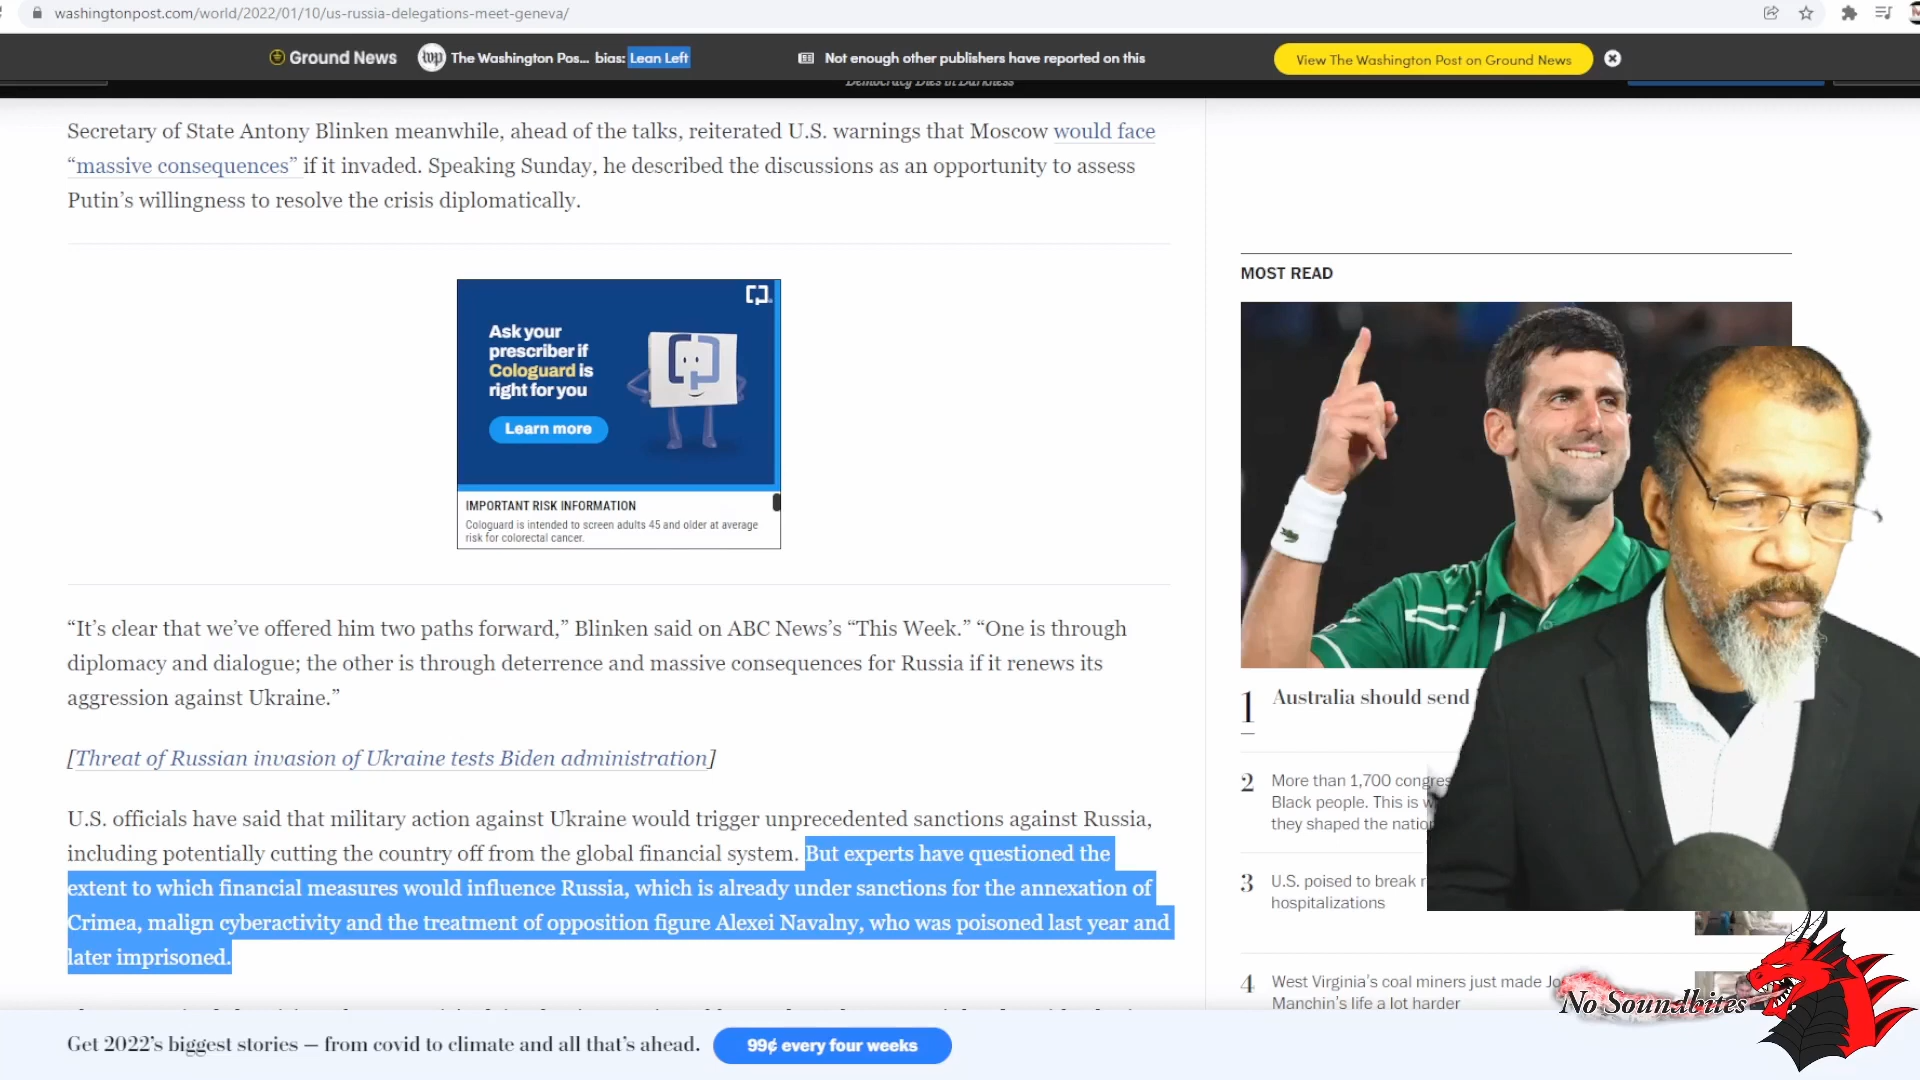 washingtonpost.com/world/2022/01/10/us-russia-delegations-meet-geneva/
Ground News
wp The Washington Pos... bias: Lean Left
Not enough other publishers have reported on this
View The Washington Post on Ground News
Democracy Dies in Darkness
Secretary of State Antony Blinken meanwhile, ahead of the talks, reiterated U.S. warnings that Moscow would face
“massive consequences” if it invaded. Speaking Sunday, he described the discussions as an opportunity to assess
Putin’s willingness to resolve the crisis diplomatically.
Ask your
prescriber if
Cologuard is
right for you
Learn more
IMPORTANT RISK INFORMATION
Cologuard is intended to screen adults 45 and older at average
risk for colorectal cancer.
“It’s clear that we’ve offered him two paths forward,” Blinken said on ABC News’s “This Week.” “One is through
diplomacy and dialogue; the other is through deterrence and massive consequences for Russia if it renews its
aggression against Ukraine.”
[Threat of Russian invasion of Ukraine tests Biden administration]
U.S. officials have said that military action against Ukraine would trigger unprecedented sanctions against Russia,
including potentially cutting the country off from the global financial system. But experts have questioned the
extent to which financial measures would influence Russia, which is already under sanctions for the annexation of
Crimea, malign cyberactivity and the treatment of opposition figure Alexei Navalny, who was poisoned last year and
later imprisoned.
MOST READ
1 Australia should send
2 More than 1,700 congres
Black people. This is w
they shaped the nation
3 U.S. poised to break r
hospitalizations
4 West Virginia’s coal miners just made Jo
Manchin’s life a lot harder
No Soundbites
Get 2022’s biggest stories — from covid to climate and all that’s ahead.
99¢ every four weeks